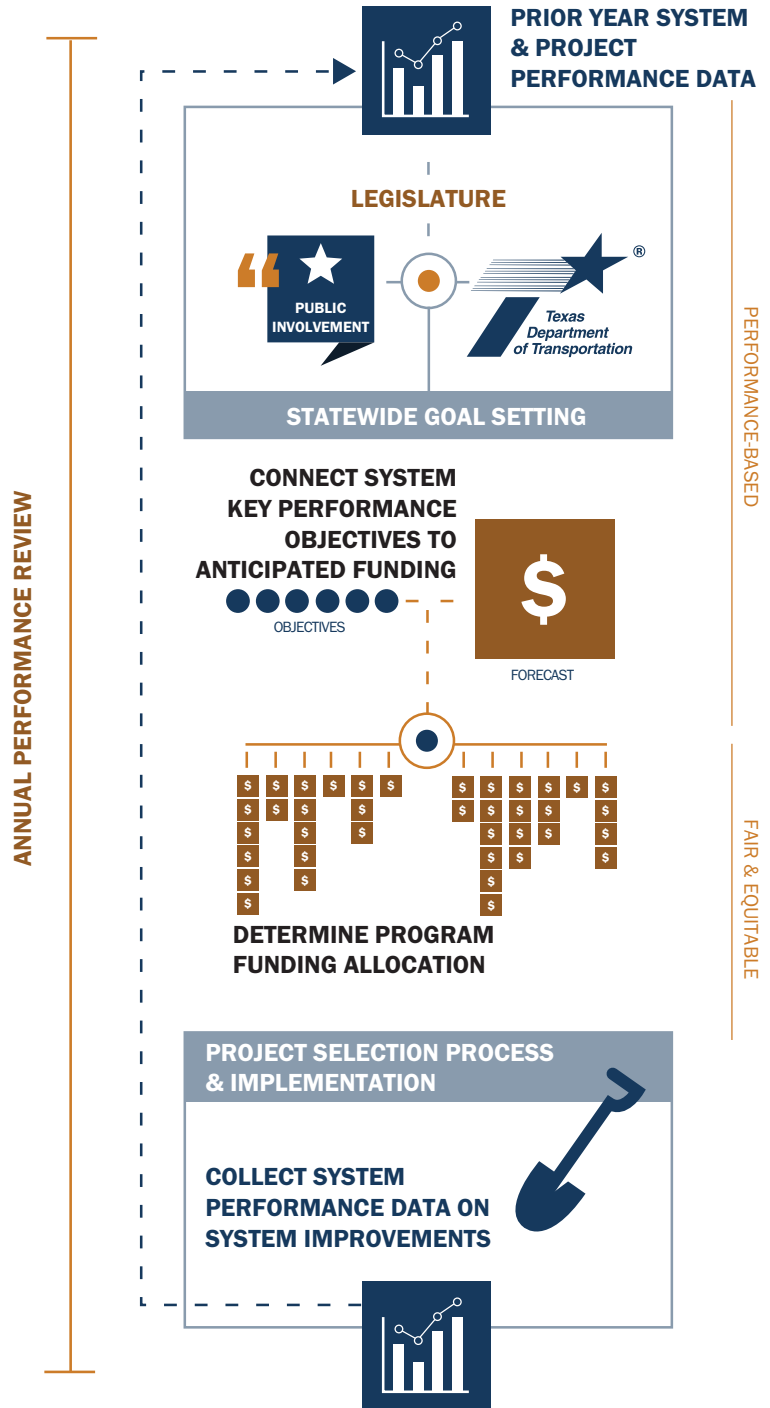 PRIOR YEAR SYSTEM
& PROJECT
PERFORMANCE DATA
LEGISLATURE
“
PUBLIC
INVOLVEMENT
®
Texas
Department
of Transportation
STATEWIDE GOAL SETTING
CONNECT SYSTEM
KEY PERFORMANCE
OBJECTIVES TO
ANTICIPATED FUNDING
OBJECTIVES
$
FORECAST
$ $ $ $ $ $ $ $ $ $ $ $
$ $ $ $ $ $ $ $ $
$ $ $ $ $ $ $
$ $ $ $ $
$ $ $
$ $
DETERMINE PROGRAM
FUNDING ALLOCATION
PROJECT SELECTION PROCESS
& IMPLEMENTATION
COLLECT SYSTEM
PERFORMANCE DATA ON
SYSTEM IMPROVEMENTS
ANNUAL PERFORMANCE REVIEW
PERFORMANCE-BASED
FAIR & EQUITABLE